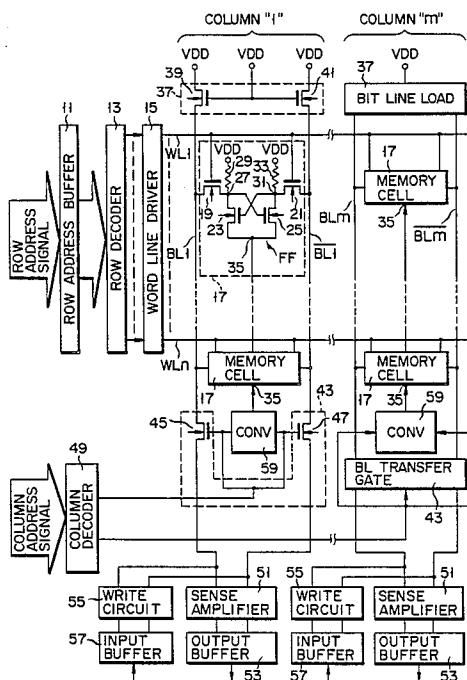 COLUMN "1"
COLUMN "m"
VDD VDD VDD VDD
39 41 37
37
BIT LINE LOAD
11 13 15
WL1
VDD VDD
29 33
27 31
19 21
23 25
BL1 BL1
35
FF
17
17
MEMORY CELL
35
BLm BLm
ROW ADDRESS SIGNAL
ROW ADDRESS BUFFER
ROW DECODER
WORD LINE DRIVER
WLn
MEMORY CELL
17 35
MEMORY CELL
17 35
43
45 47
CONV
59
59
CONV
BL TRANSFER GATE
43
49
COLUMN ADDRESS SIGNAL
COLUMN DECODER
55 51 55 51
WRITE CIRCUIT
SENSE AMPLIFIER
WRITE CIRCUIT
SENSE AMPLIFIER
57
INPUT BUFFER
OUTPUT BUFFER
INPUT BUFFER
OUTPUT BUFFER
53 57 53